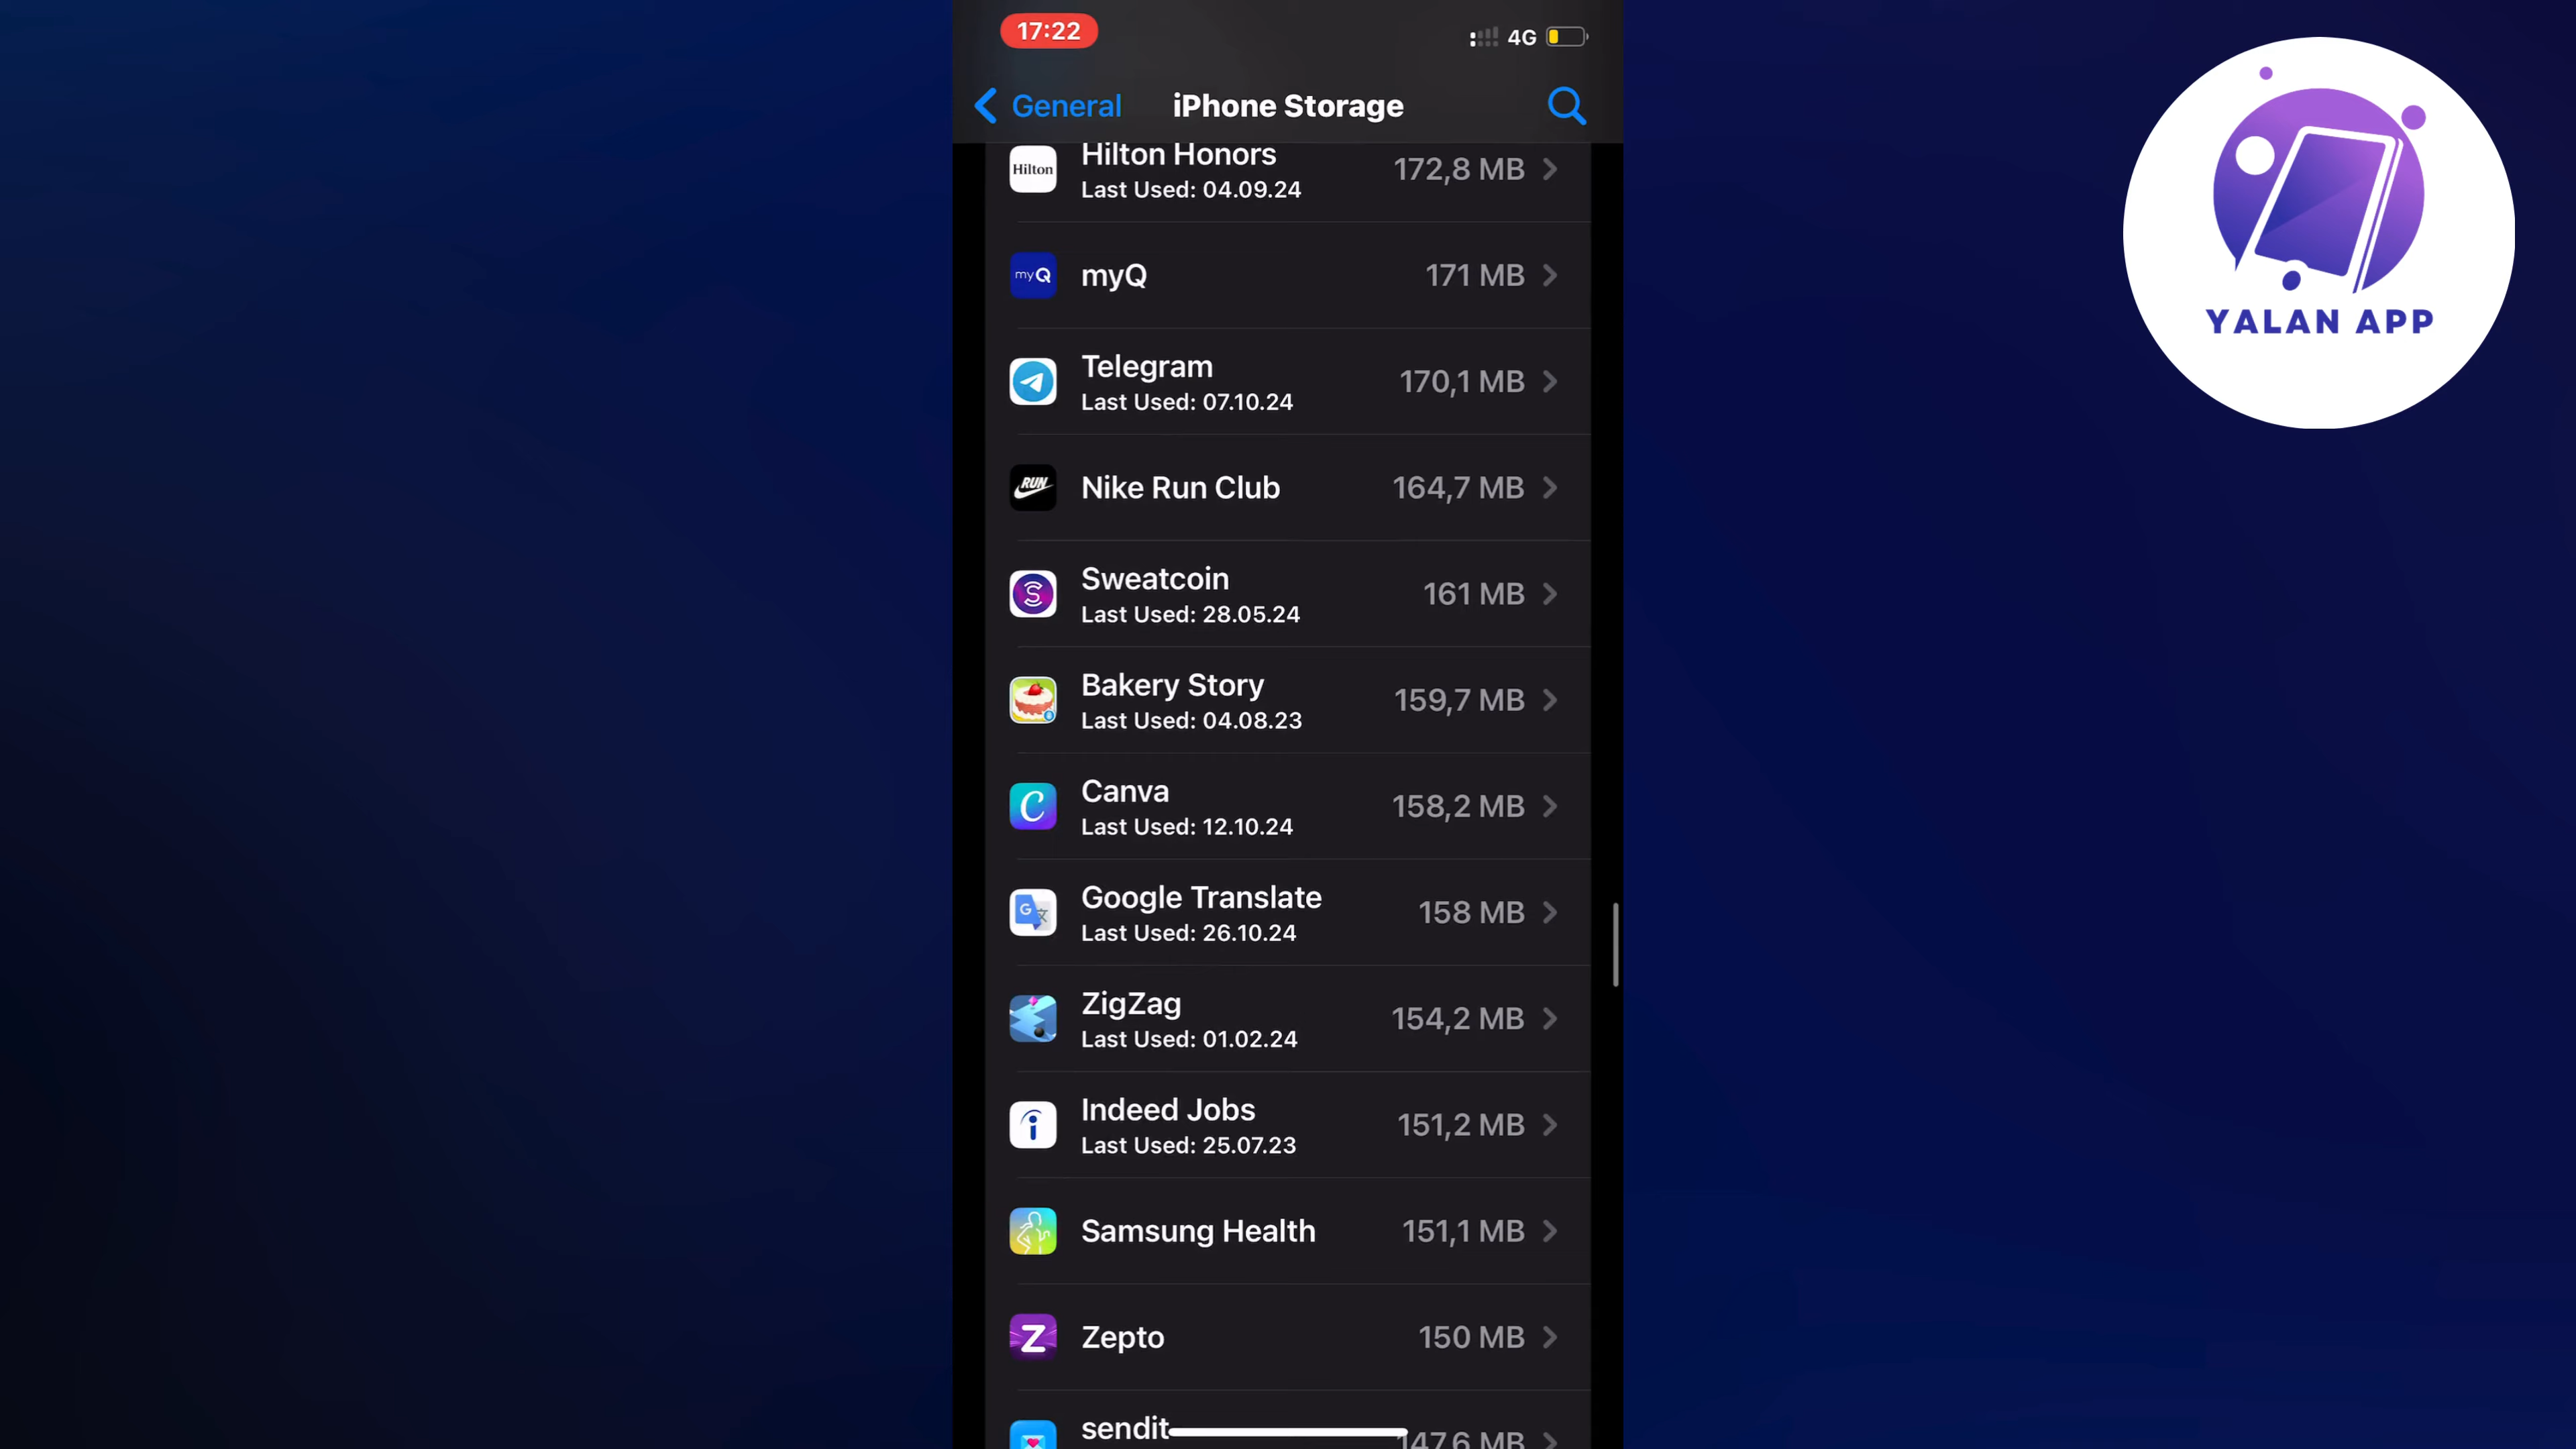 17:22
4G
General
iPhone Storage
YALAN APP
Hilton
Hilton Honors
172,8 MB
Last Used: 04.09.24
myQ
myQ
171 MB
Telegram
170,1 MB
Last Used: 07.10.24
RUN
Nike Run Club
164,7 MB
S
Sweatcoin
161 MB
Last Used: 28.05.24
Bakery Story
159,7 MB
Last Used: 04.08.23
C
Canva
158,2 MB
Last Used: 12.10.24
G 文
Google Translate
158 MB
Last Used: 26.10.24
ZigZag
154,2 MB
Last Used: 01.02.24
i
Indeed Jobs
151,2 MB
Last Used: 25.07.23
Samsung Health
151,1 MB
Z
Zepto
150 MB
sendit
147,6 MB